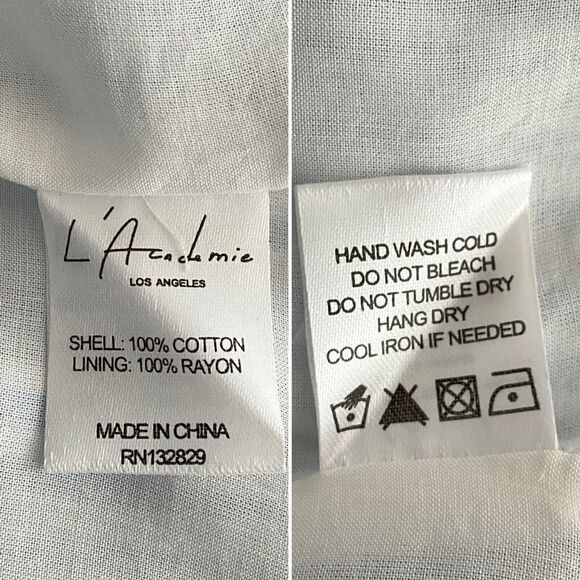 L'Academie
LOS ANGELES
SHELL: 100% COTTON
LINING: 100% RAYON
MADE IN CHINA
RN132829
HAND WASH COLD
DO NOT BLEACH
DO NOT TUMBLE DRY
HANG DRY
COOL IRON IF NEEDED